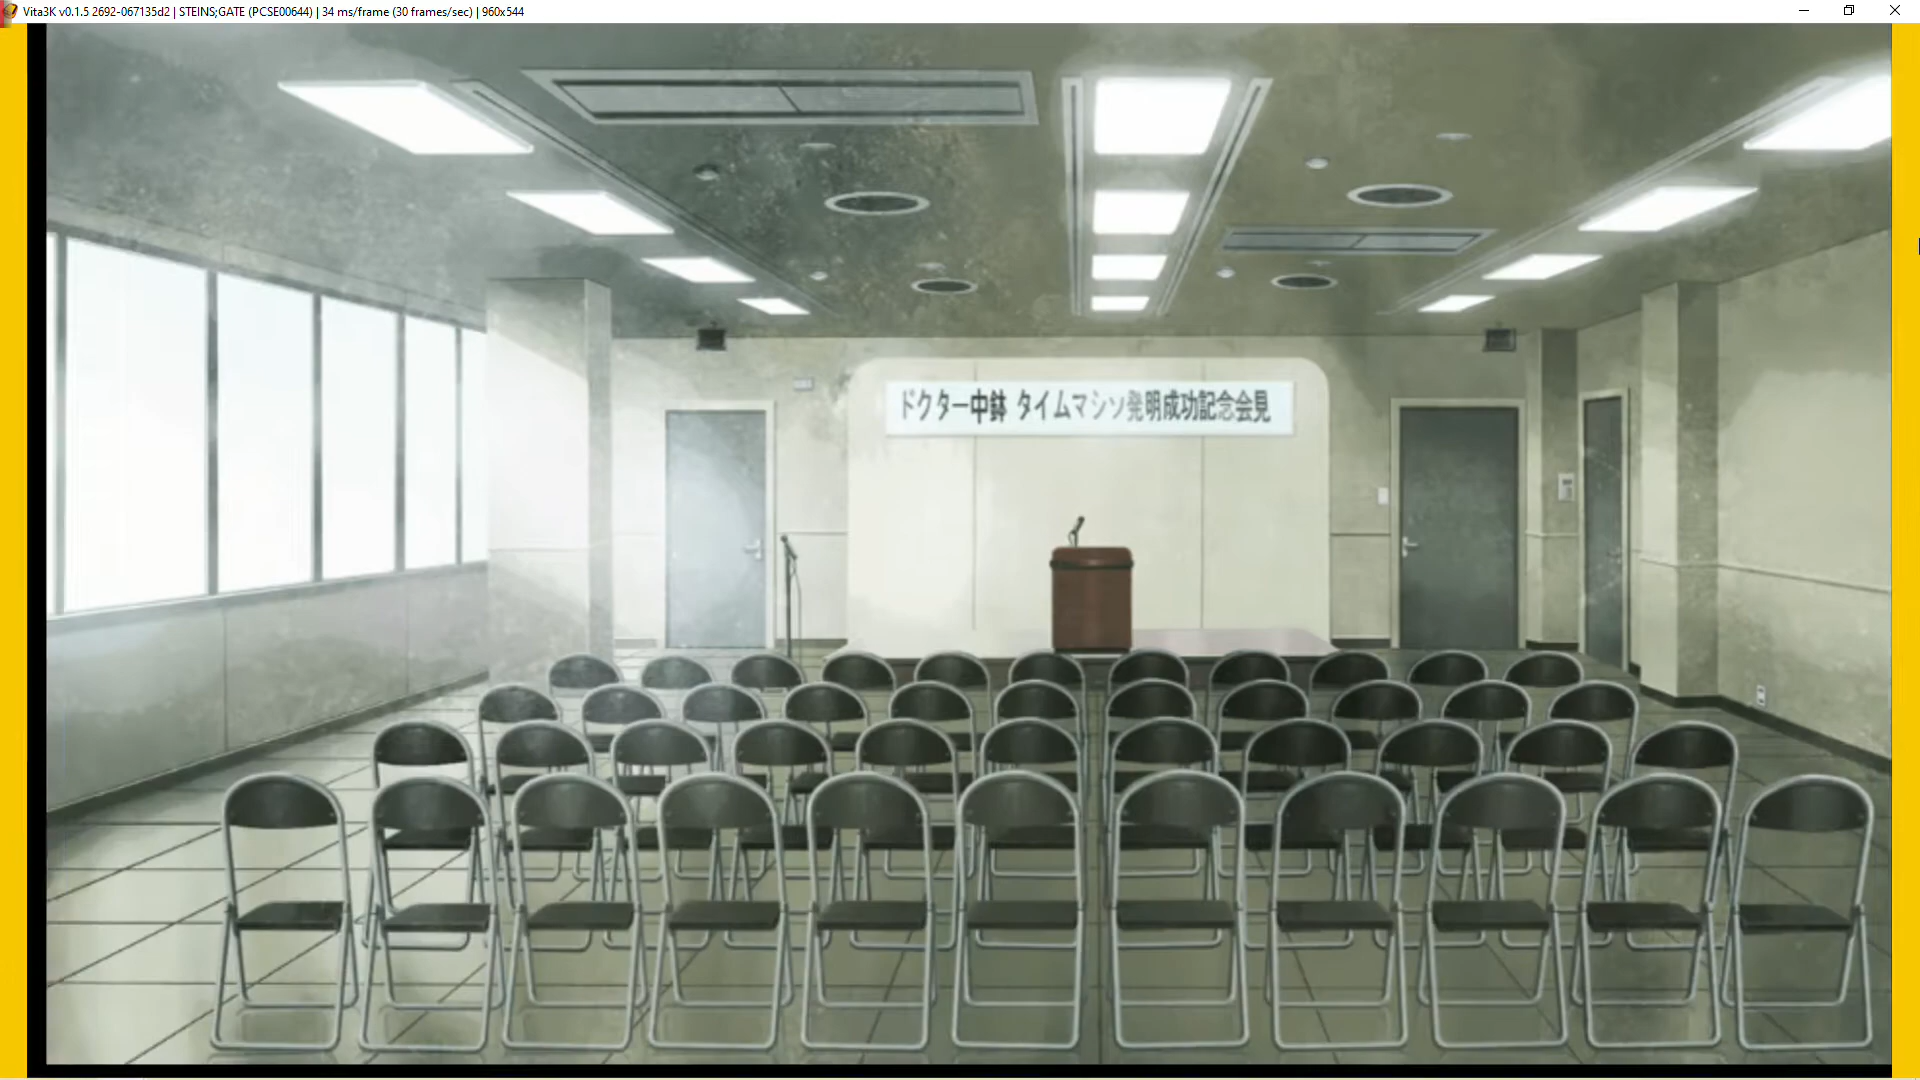 Vita3K v0.1.5 2692-067135d2 | STEINS;GATE (PCSE00644) | 34 ms/frame (30 frames/sec) | 960x544
ドクター中鉢 タイムマシン発明成功記念会見